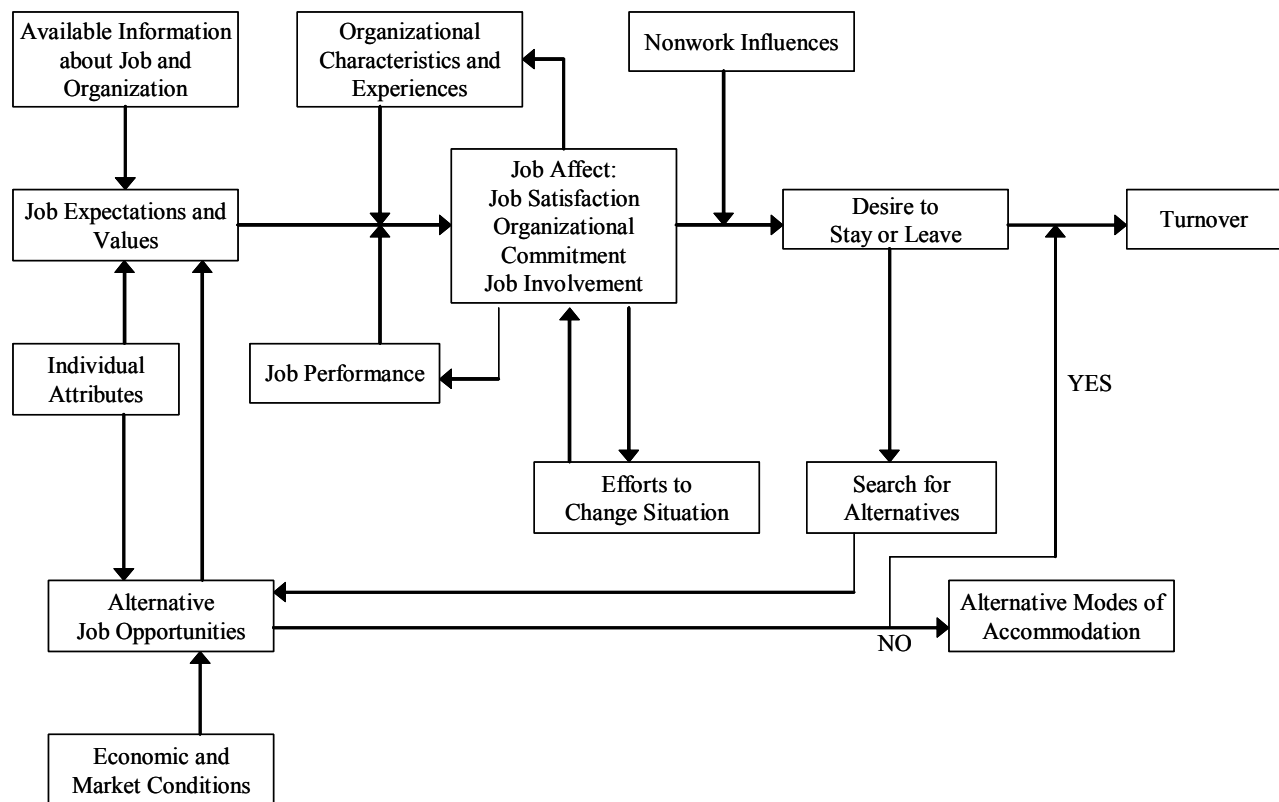 Available Information
about Job and
Organization
Organizational
Characteristics and
Experiences
Nonwork Influences
Job Expectations and
Values
Job Affect:
Job Satisfaction
Organizational
Commitment
Job Involvement
Desire to
Stay or Leave
Turnover
Individual
Attributes
Job Performance
YES
Efforts to
Change Situation
Search for
Alternatives
Alternative
Job Opportunities
NO
Alternative Modes of
Accommodation
Economic and
Market Conditions